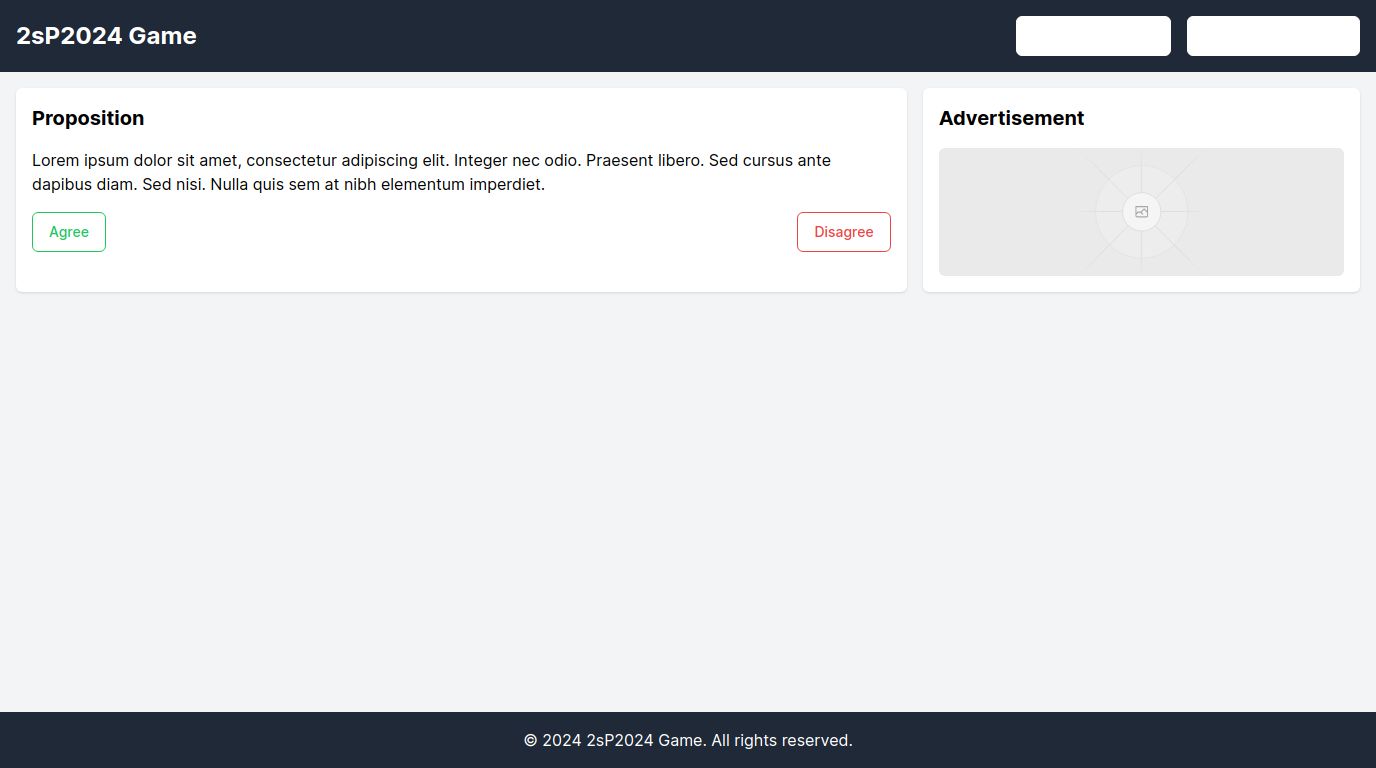 2sP2024 Game
Proposition
Lorem ipsum dolor sit amet, consectetur adipiscing elit. Integer nec odio. Praesent libero. Sed cursus ante
dapibus diam. Sed nisi. Nulla quis sem at nibh elementum imperdiet.
Agree
Disagree
Advertisement
© 2024 2sP2024 Game. All rights reserved.